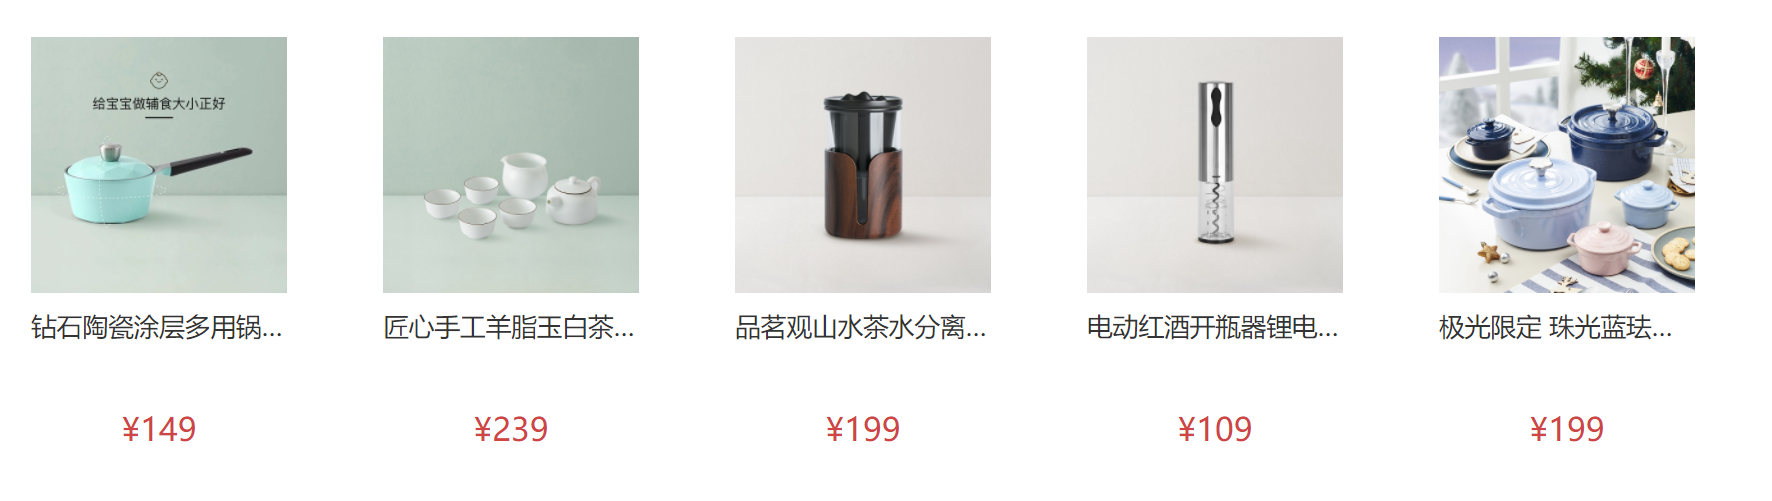 给宝宝做辅食大小正好
钻石陶瓷涂层多用锅...
匠心手工羊脂玉白茶...
品茗观山水茶水分离...
电动红酒开瓶器锂电...
极光限定 珠光蓝珐...
¥149
¥239
¥199
¥109
¥199